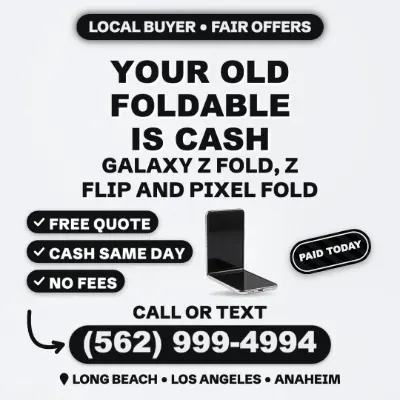 LOCAL BUYER • FAIR OFFERS
YOUR OLD
FOLDABLE
IS CASH
GALAXY Z FOLD, Z
FLIP AND PIXEL FOLD
FREE QUOTE
CASH SAME DAY
NO FEES
PAID TODAY
CALL OR TEXT
(562) 999-4994
LONG BEACH • LOS ANGELES • ANAHEIM